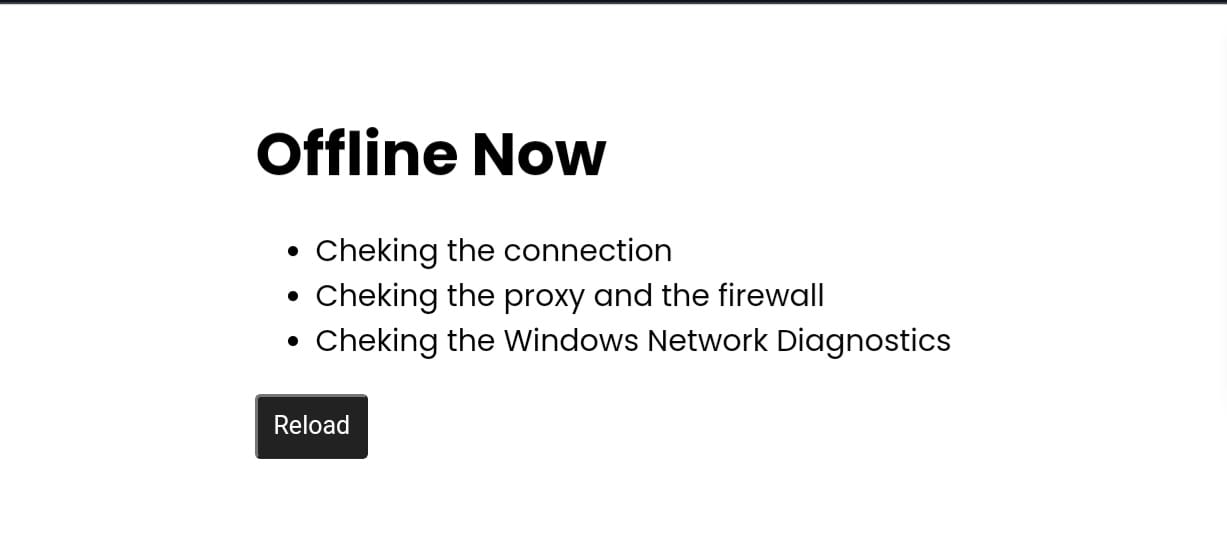 Offline Now
Cheking the connection
Cheking the proxy and the firewall
Cheking the Windows Network Diagnostics
Reload